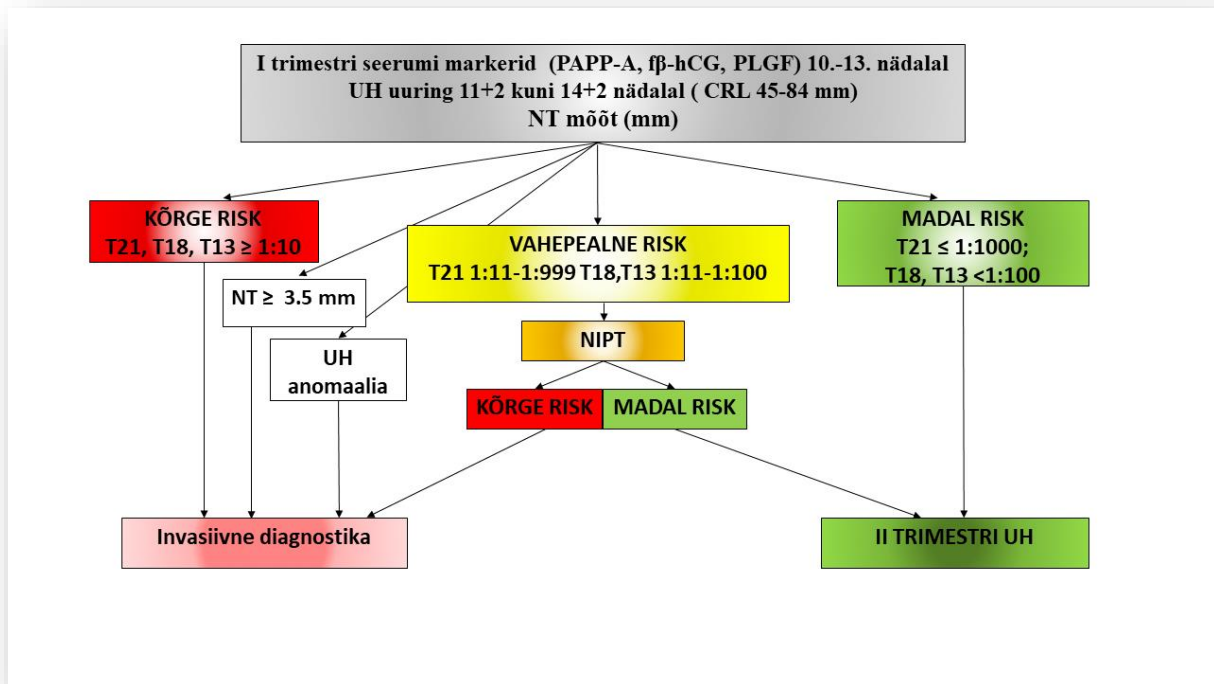 I trimestri seerumi markerid (PAPP-A, fβ-hCG, PLGF) 10.-13. nädalal
UH uuring 11+2 kuni 14+2 nädalal ( CRL 45-84 mm)
NT mõõt (mm)
KÕRGE RISK
T21, T18, T13 ≥ 1:10
NT ≥ 3.5 mm
UH
anomaalia
VAHEPEALNE RISK
T21 1:11-1:999 T18,T13 1:11-1:100
NIPT
KÕRGE RISK
MADAL RISK
MADAL RISK
T21 ≤ 1:1000;
T18, T13 <1:100
Invasiivne diagnostika
II TRIMESTRI UH